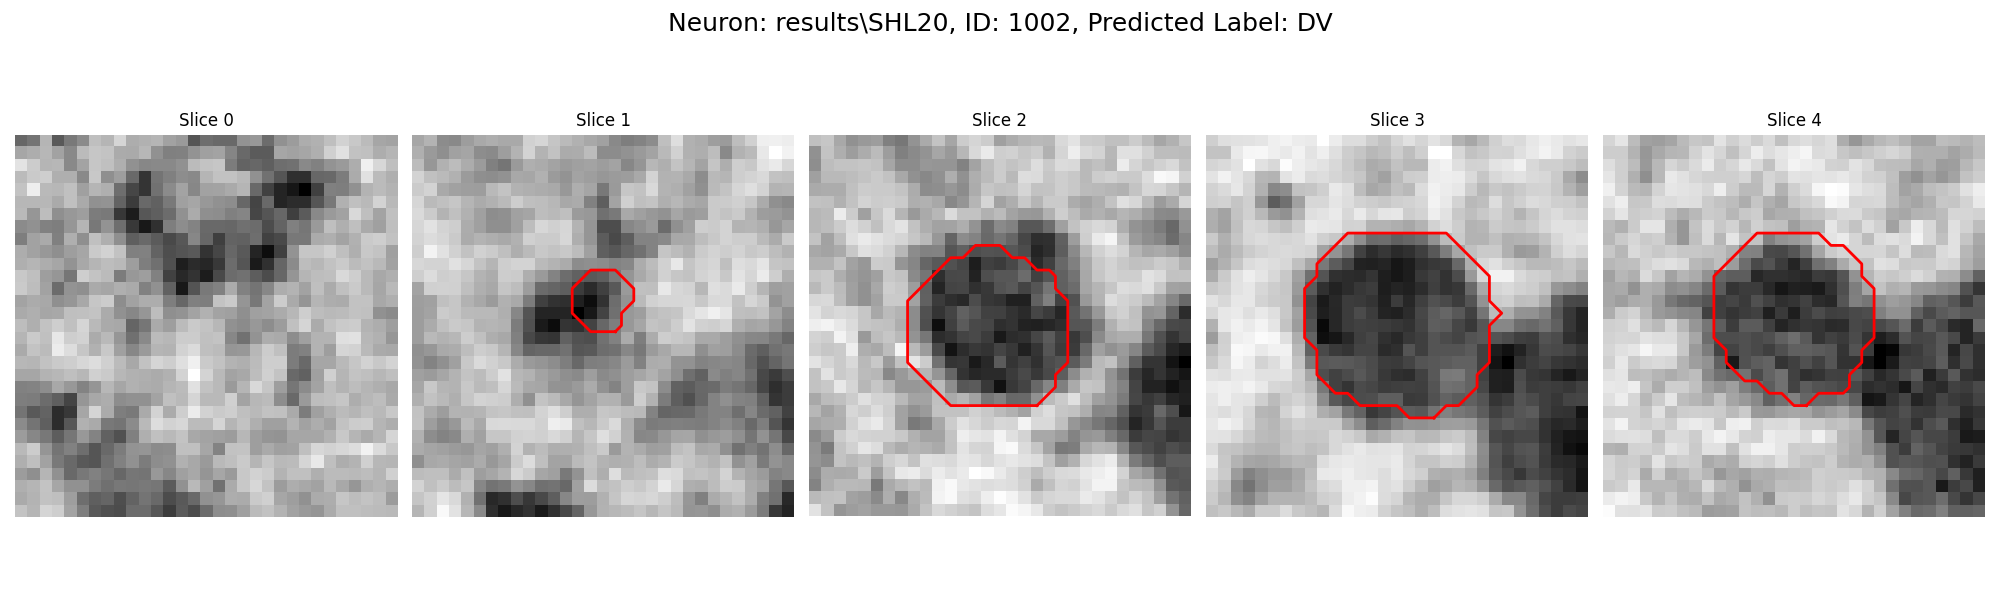 Neuron: results\SHL20, ID: 1002, Predicted Label: DV
Slice 0
Slice 1
Slice 2
Slice 3
Slice 4